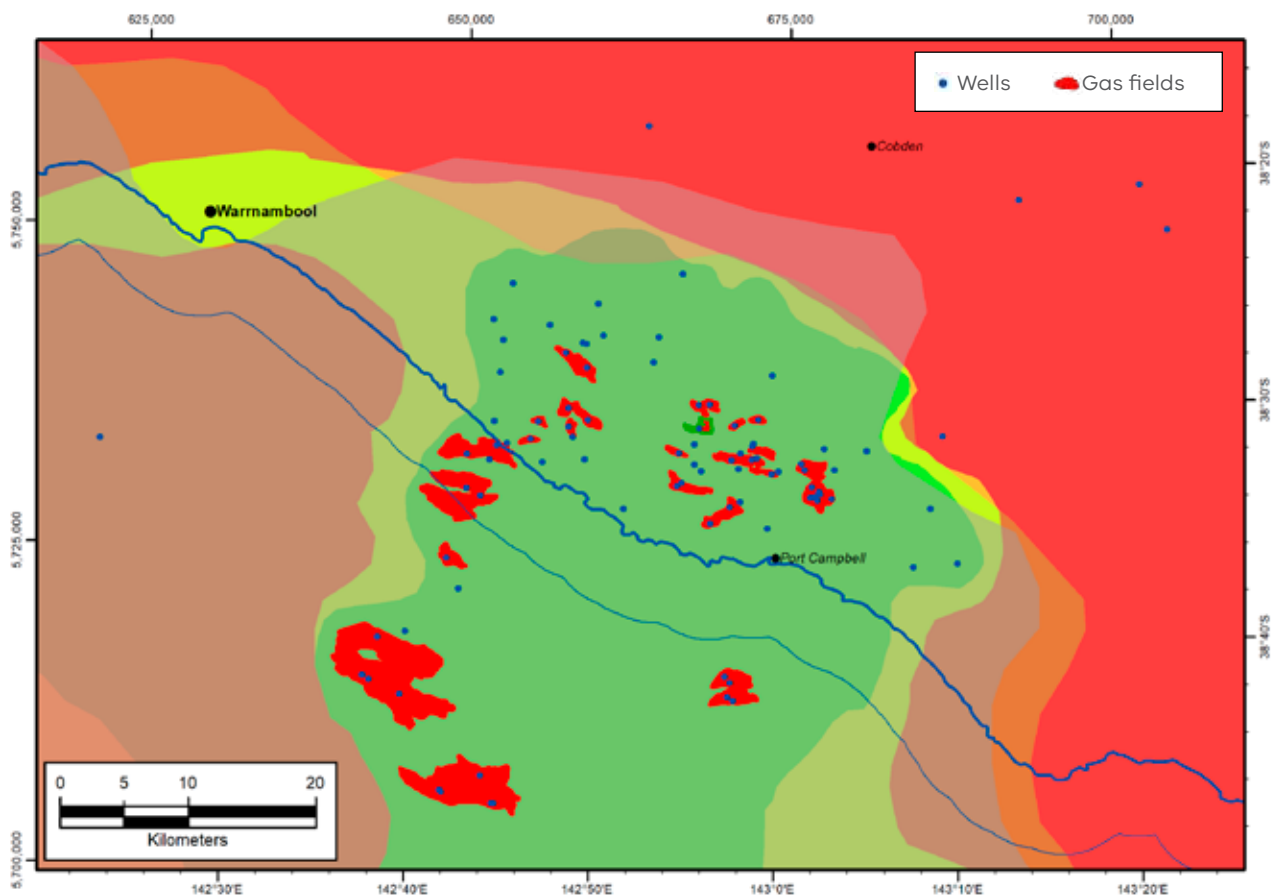 625,000 650,000 675,000 700,000
Wells Gas fields
Cobden
38°20'S
Warrnambool
5,750,000
38°30'S
5,725,000
Port Campbell
38°40'S
0 5 10 20
Kilometers
5,700,000
142°30'E 142°40'E 142°50'E 143°0'E 143°10'E 143°20'E